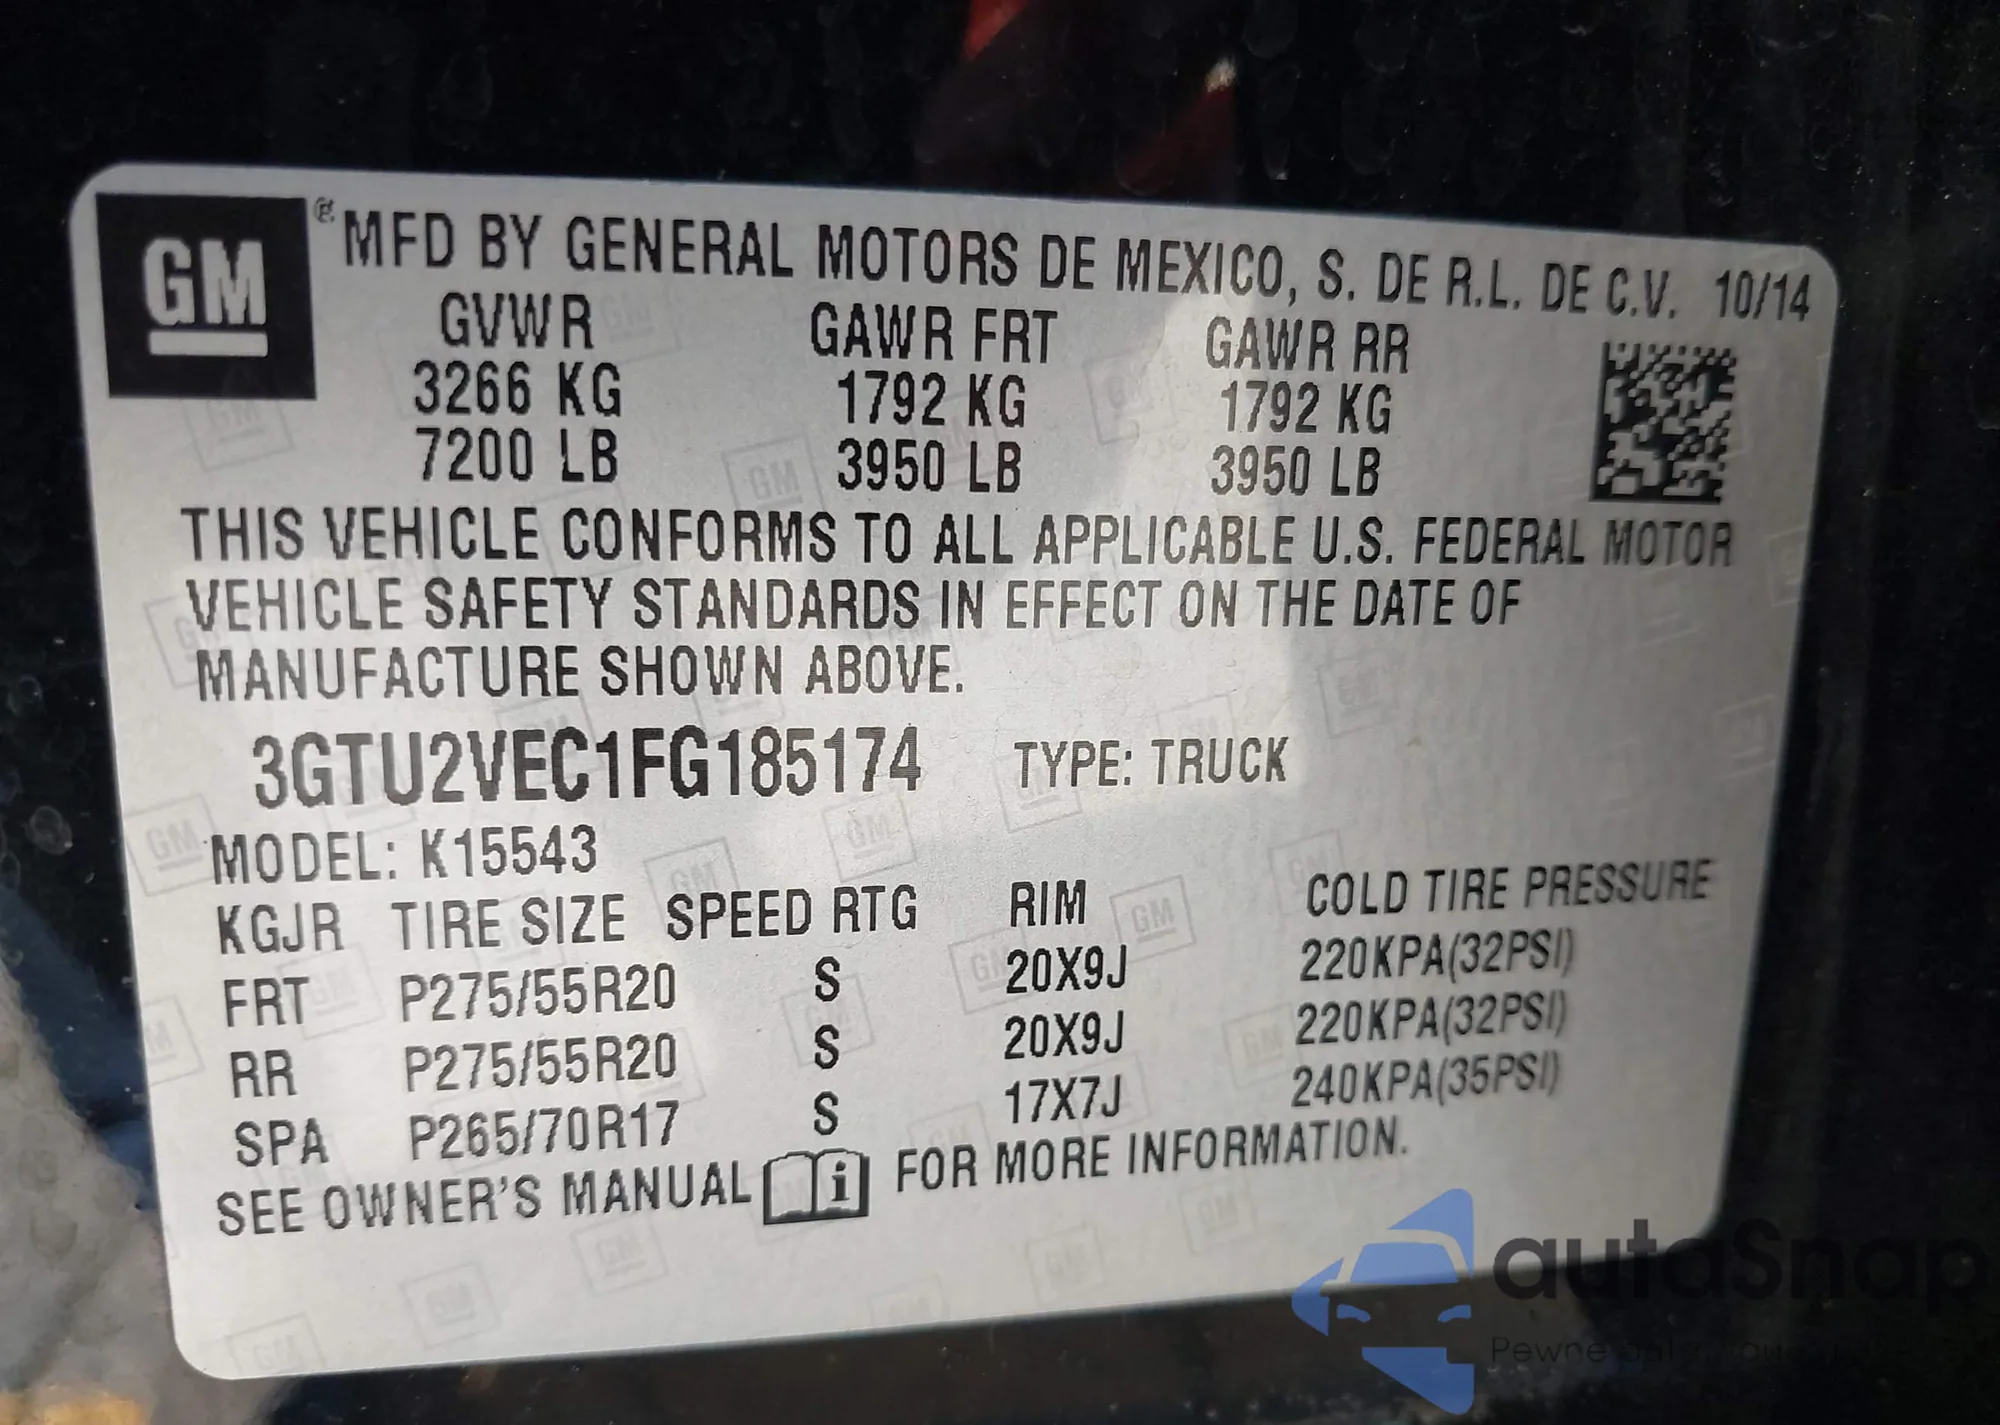 GM ® MFD BY GENERAL MOTORS DE MEXICO, S. DE R.L. DE C.V. 10/14
GVWR GAWR FRT GAWR RR
3266 KG 1792 KG 1792 KG
7200 LB 3950 LB 3950 LB
THIS VEHICLE CONFORMS TO ALL APPLICABLE U.S. FEDERAL MOTOR
VEHICLE SAFETY STANDARDS IN EFFECT ON THE DATE OF
MANUFACTURE SHOWN ABOVE.
3GTU2VEC1FG185174 TYPE: TRUCK
MODEL: K15543
KGJR TIRE SIZE SPEED RTG RIM COLD TIRE PRESSURE
FRT P275/55R20 S 20X9J 220KPA(32PSI)
RR P275/55R20 S 20X9J 220KPA(32PSI)
SPA P265/70R17 S 17X7J 240KPA(35PSI)
SEE OWNER'S MANUAL i FOR MORE INFORMATION.
autaSnap
Pewne